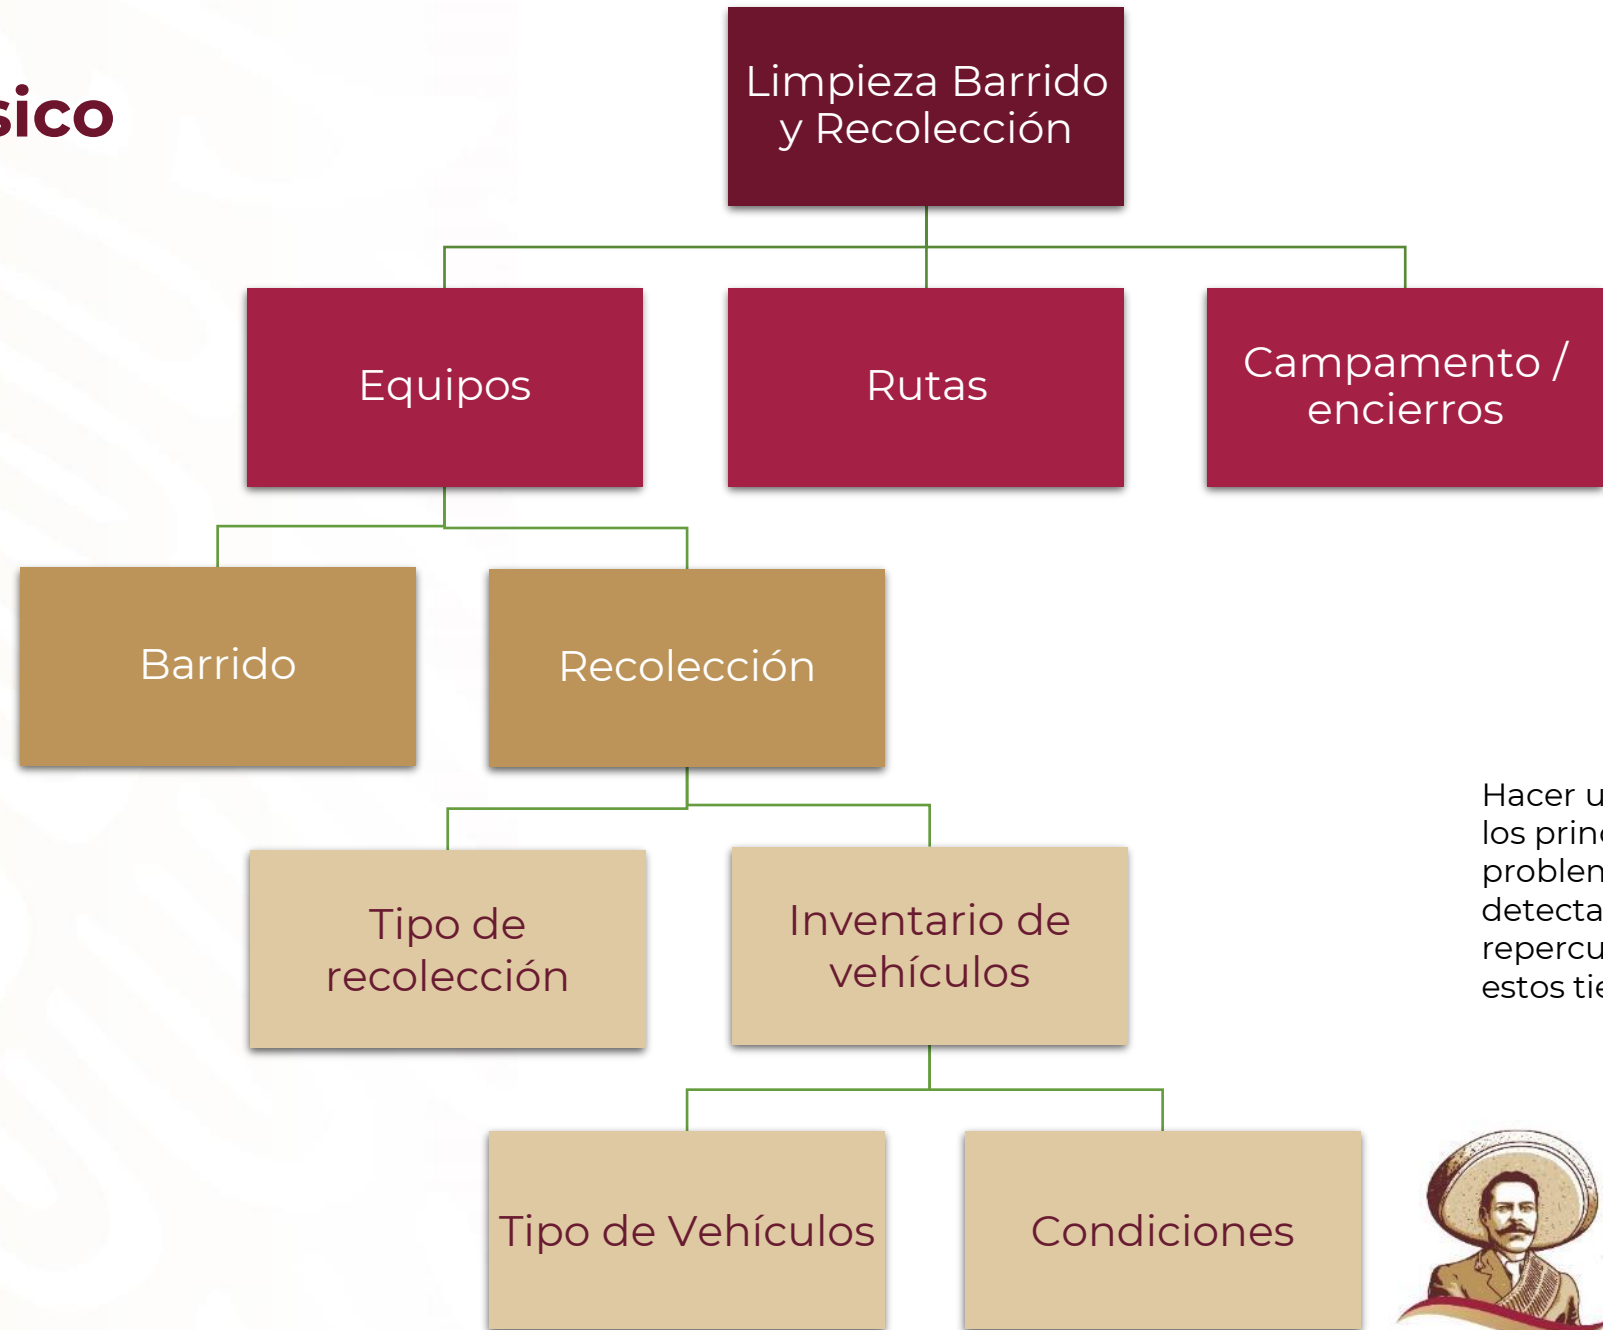 sico
Limpieza Barrido
y Recolección
Equipos
Rutas
Campamento /
encierros
Barrido
Recolección
Tipo de
recolección
Inventario de
vehículos
Hacer u
los prin
detecta
repercu
estos tie
Tipo de Vehículos
Condiciones